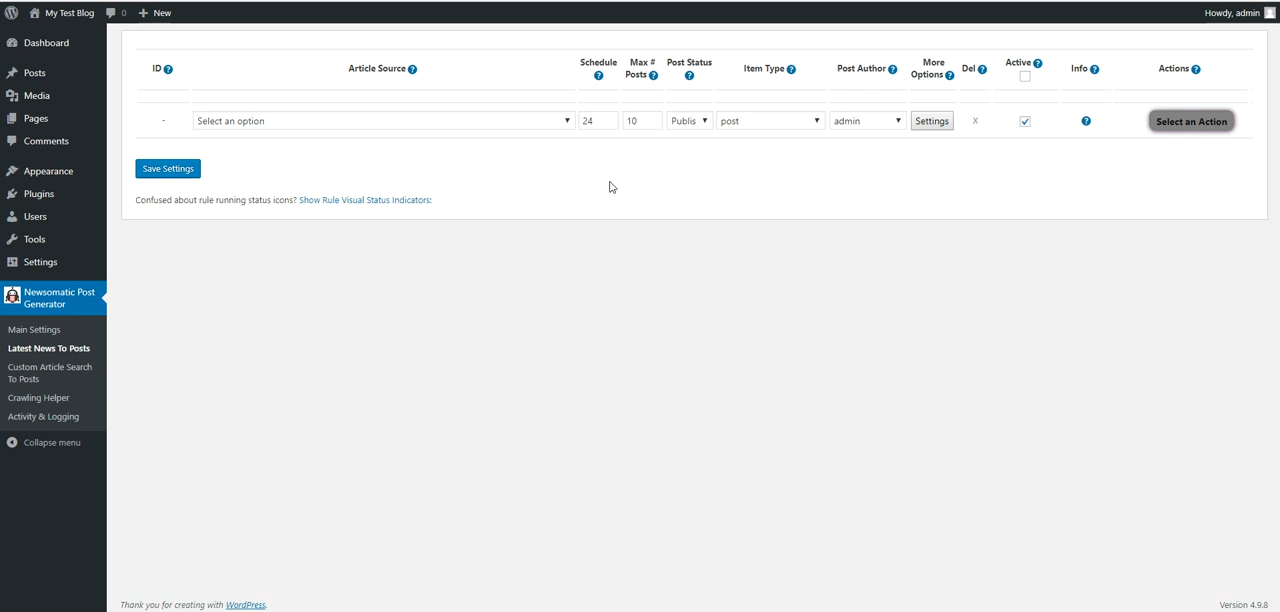 My Test Blog 0 New Howdy, admin
Dashboard
Posts
Media
Pages
Comments
Appearance
Plugins
Users
Tools
Settings
Newsomatic Post
Generator
Main Settings
Latest News To Posts
Custom Article Search
To Posts
Crawling Helper
Activity & Logging
Collapse menu
ID Article Source Schedule Max # Posts Post Status Item Type Post Author More Options Del Active Info Actions
- Select an option 24 10 Publis post admin Settings X Select an Action
Save Settings
Confused about rule running status icons? Show Rule Visual Status Indicators:
Thank you for creating with WordPress. Version 4.9.8